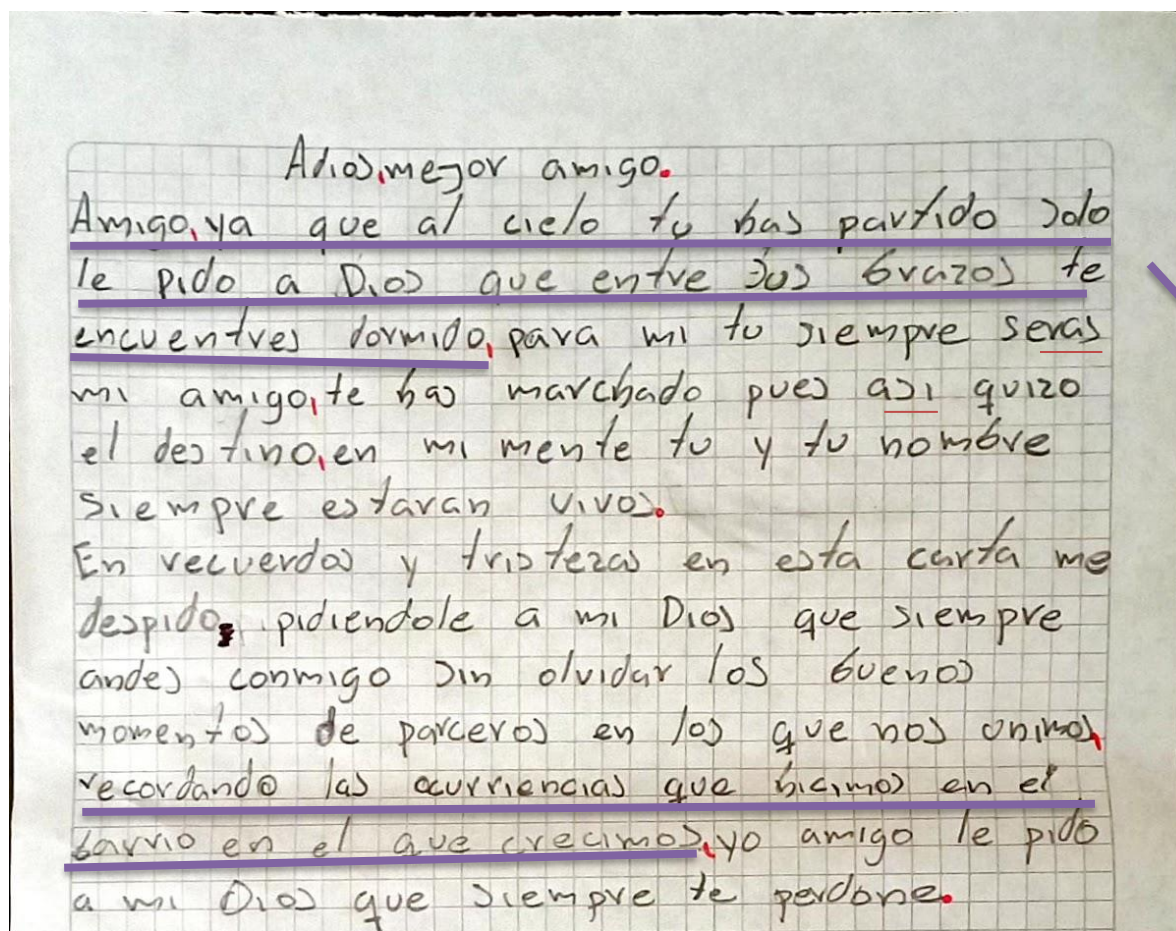 Adios, mejor amigo.
Amigo, ya que al cielo tu has partido solo
le pido a Dios que entre sus brazos te
encuentres dormido, para mi tu siempre seras
mi amigo, te has marchado pues asi quizo
el destino, en mi mente tu y tu nombre
siempre estaran vivos.
En recuerdos y tristezas en esta carta me
despido, pidiendole a mi Dios que siempre
andes conmigo sin olvidar los buenos
momentos de parceros en los que nos unimos,
recordando las ocurriencias que hicimos en el
barrio en el que crecimos, yo amigo le pido
a mi Dios que siempre te perdone.